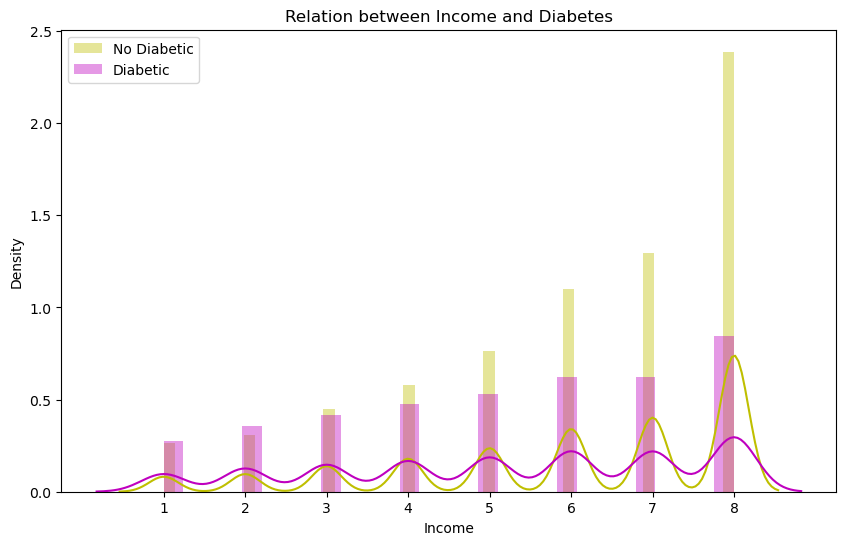 Relation between Income and Diabetes
No Diabetic
Diabetic
2.5
2.0
1.5
1.0
0.5
0.0
Density
1 2 3 4 5 6 7 8
Income